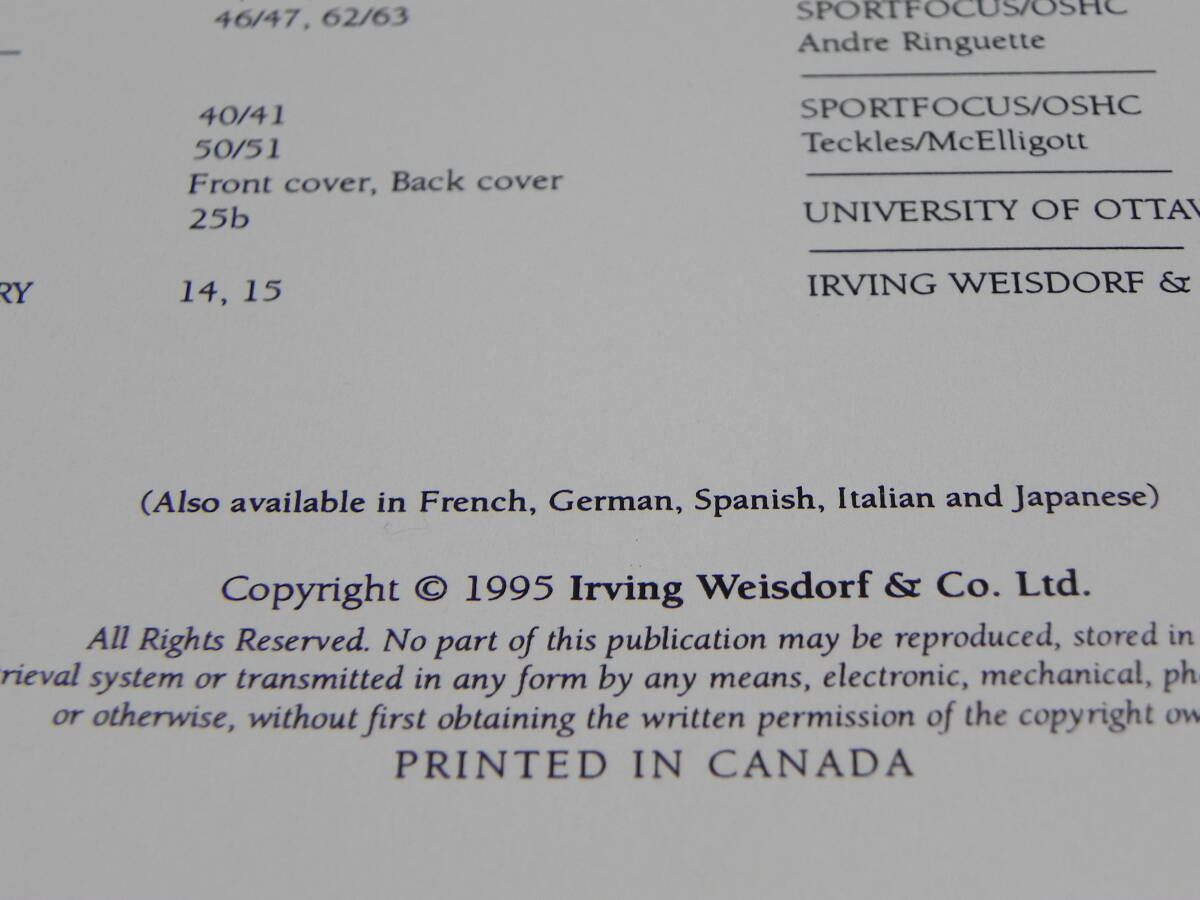 46/47, 62/63
SPORTFOCUS/OSHC
Andre Ringuette
40/41
50/51
Front cover, Back cover
25b
SPORTFOCUS/OSHC
Teckles/McElligott
UNIVERSITY OF OTTAW
RY 14, 15
IRVING WEISDORF &
(Also available in French, German, Spanish, Italian and Japanese)
Copyright © 1995 Irving Weisdorf & Co. Ltd.
All Rights Reserved. No part of this publication may be reproduced, stored in
rieval system or transmitted in any form by any means, electronic, mechanical, pho
or otherwise, without first obtaining the written permission of the copyright ow
PRINTED IN CANADA